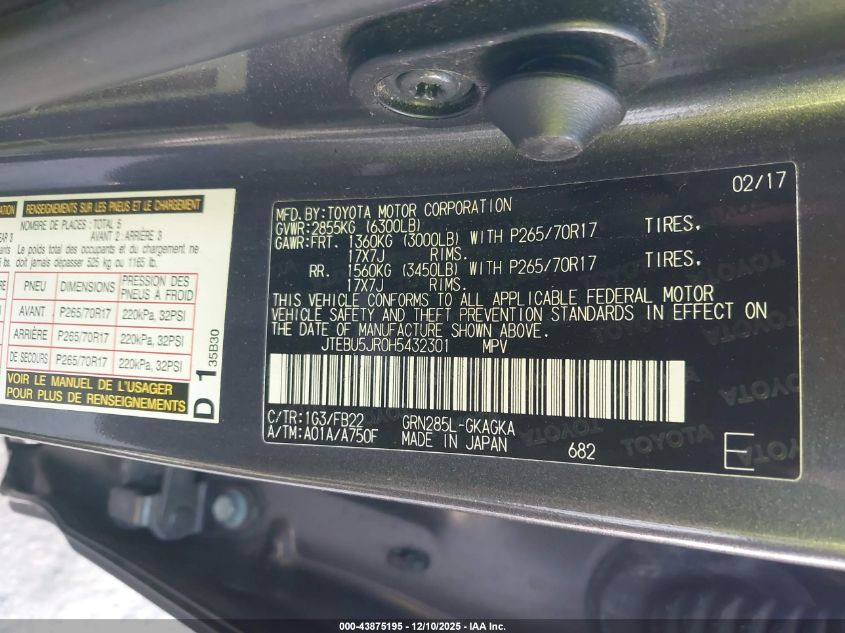 RENSEIGNEMENTS SUR LES PNEUS ET LE CHARGEMENT
NOMBRE DE PLACES: TOTAL 5
AVANT 2 : ARRIÈRE 3
Le poids total des occupants et du chargement ne
doit jamais dépasser 525 kg ou 1165 lb.
PNEU DIMENSIONS PRESSION DES PNEUS À FROID
AVANT P265/70R17 220kPa, 32PSI
ARRIÈRE P265/70R17 220kPa, 32PSI
DE SECOURS P265/70R17 220kPa, 32PSI
VOIR LE MANUEL DE L'USAGER
POUR PLUS DE RENSEIGNEMENTS
D 1 35B30
02/17
MFD. BY: TOYOTA MOTOR CORPORATION
GVWR: 2855KG (6300LB)
GAWR: FRT. 1360KG (3000LB) WITH P265/70R17 TIRES.
17X7J RIMS.
RR. 1560KG (3450LB) WITH P265/70R17 TIRES.
17X7J RIMS.
THIS VEHICLE CONFORMS TO ALL APPLICABLE FEDERAL MOTOR
VEHICLE SAFETY AND THEFT PREVENTION STANDARDS IN EFFECT ON
THE DATE OF MANUFACTURE SHOWN ABOVE.
JTEBU5JR0H5432301 MPV
C/TR: 1G3/FB22 GRN285L-GKAGKA
A/TM: A01A/A750F MADE IN JAPAN 682 E
TOYOTA TOYOTA
000-43875195 - 12/10/2025 - IAA Inc.